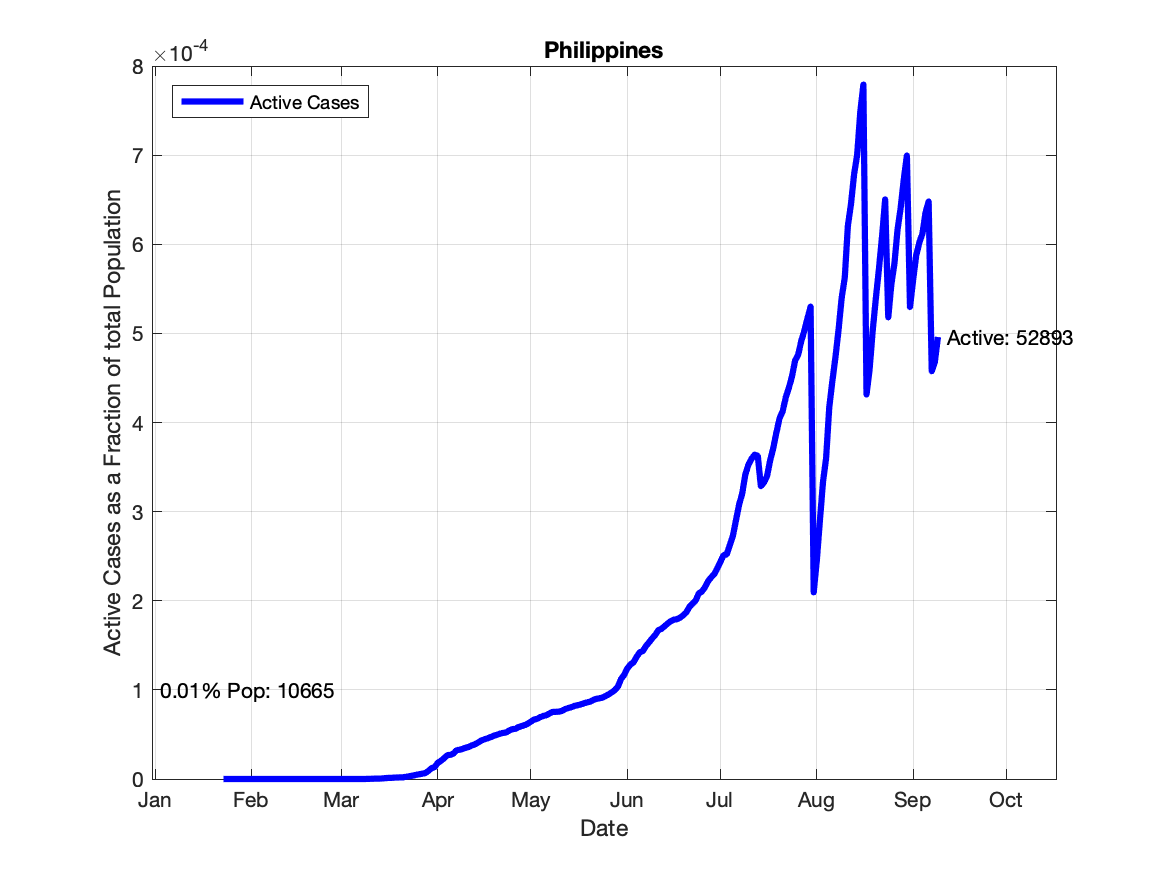 Philippines
×10-4
Active Cases
8
7
6
5
4
3
2
1
0
Active Cases as a Fraction of total Population
Active: 52893
0.01% Pop: 10665
Jan Feb Mar Apr May Jun Jul Aug Sep Oct
Date